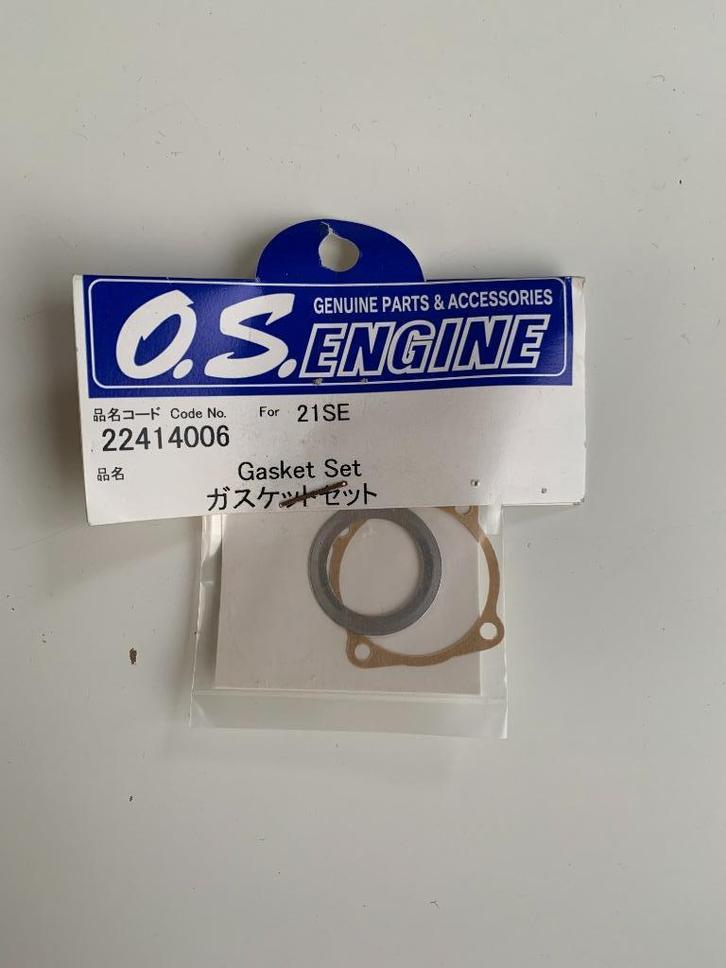 GENUINE PARTS & ACCESSORIES
O.S. ENGINE
品名コード Code No. For 21SE
22414006
品名
Gasket Set
ガスケットセット